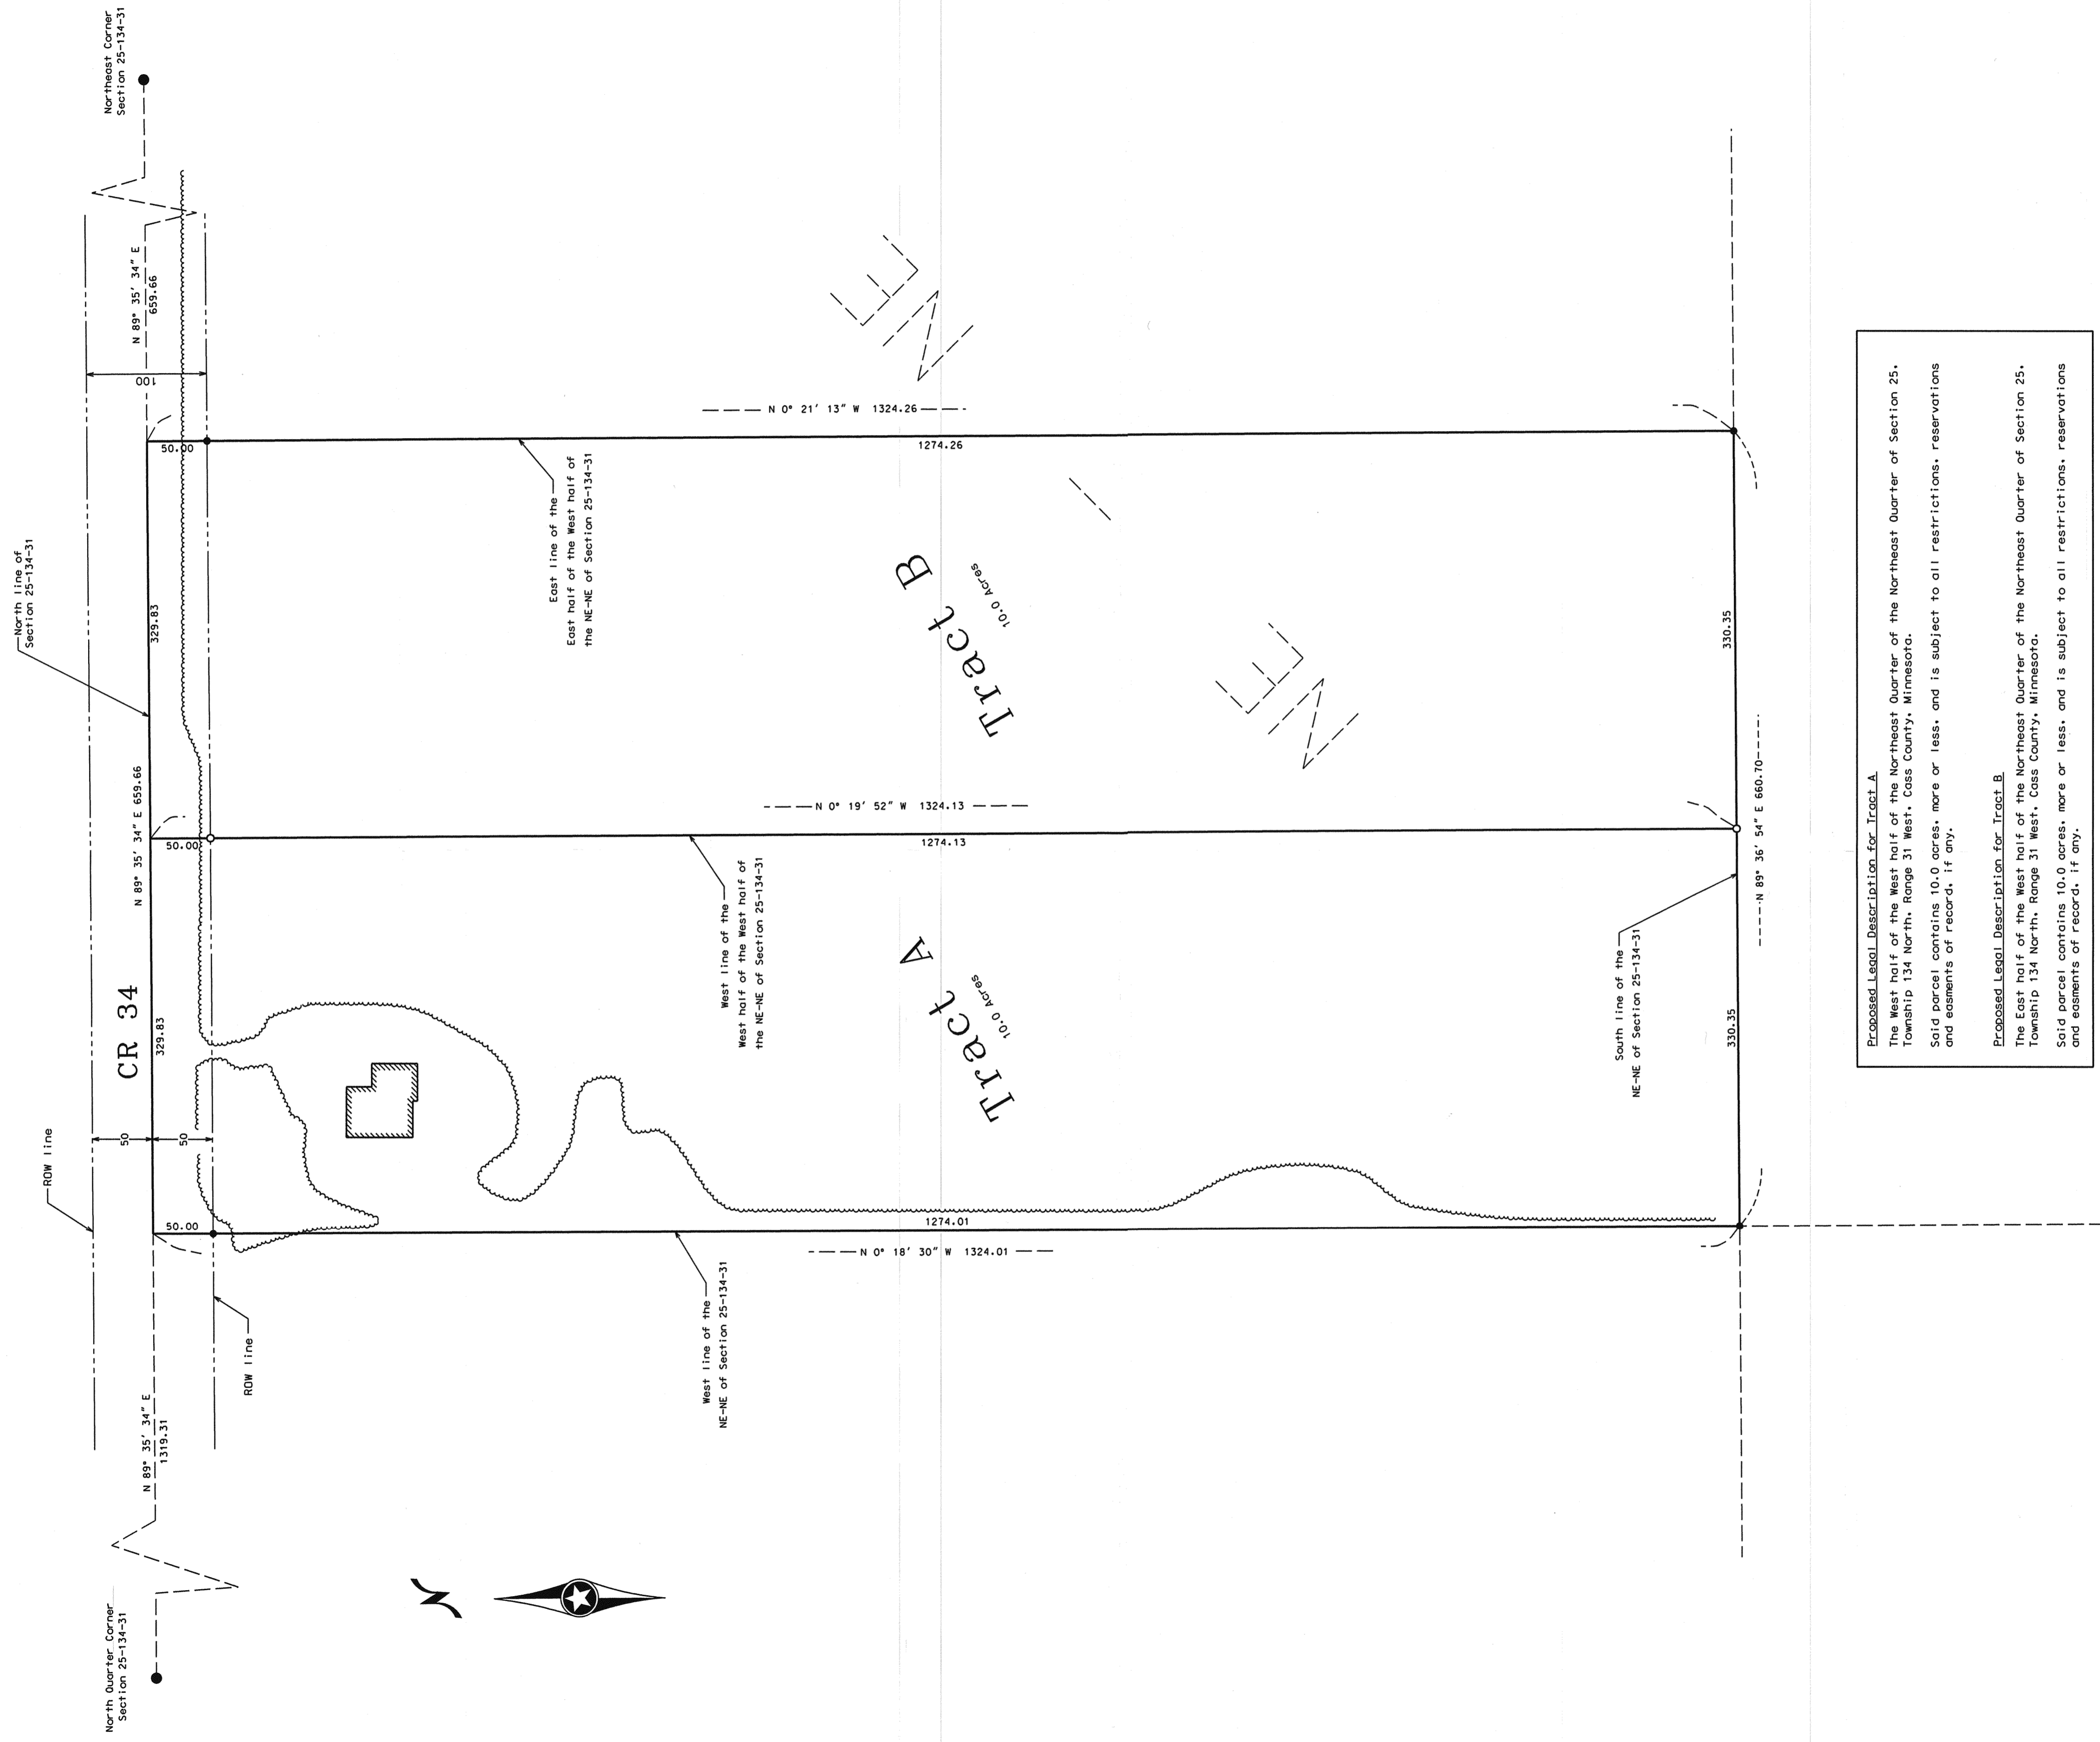 Northeast Corner
Section 25-134-31
North line of
Section 25-134-31
N 89° 35' 34" E
659.66
100
50.00
N 0° 21' 13" W 1324.26
1274.26
East line of the
East half of the West half of
the NE-NE of Section 25-134-31
329.83
N 89° 35' 34" E 659.66
NE
NE
Tract B
10.0 Acres
330.35
50.00
N 0° 19' 52" W 1324.13
1274.13
West line of the
West half of the West half of
the NE-NE of Section 25-134-31
CR 34
329.83
ROW line
50
50
Tract A
10.0 Acres
South line of the
NE-NE of Section 25-134-31
330.35
N 89° 36' 54" E 660.70
50.00
1274.01
N 0° 18' 30" W 1324.01
West line of the
NE-NE of Section 25-134-31
ROW line
N 89° 35' 34" E
1319.31
North Quarter Corner
Section 25-134-31
N
Proposed Legal Description for Tract A
The West half of the West half of the Northeast Quarter of the Northeast Quarter of Section 25,
Township 134 North, Range 31 West, Cass County, Minnesota.
Said parcel contains 10.0 acres, more or less, and is subject to all restrictions, reservations
and easments of record, if any.
Proposed Legal Description for Tract B
The East half of the West half of the Northeast Quarter of the Northeast Quarter of Section 25,
Township 134 North, Range 31 West, Cass County, Minnesota.
Said parcel contains 10.0 acres, more or less, and is subject to all restrictions, reservations
and easments of record, if any.